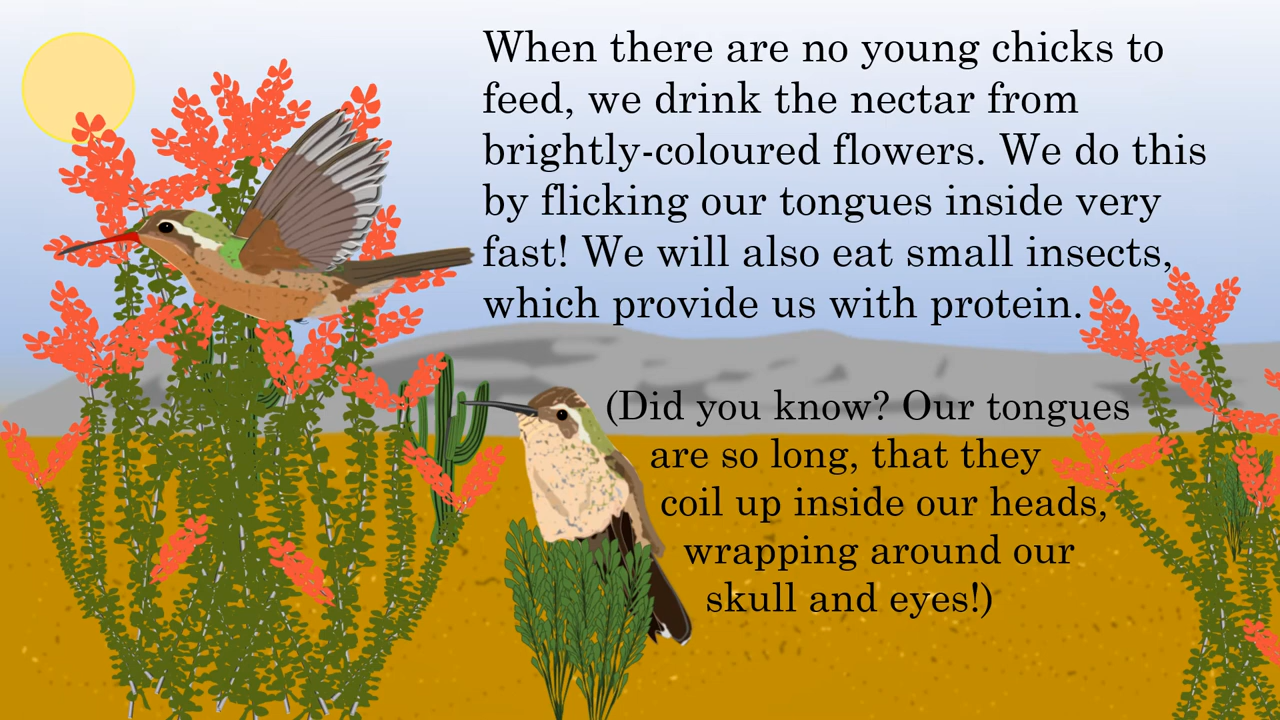 When there are no young chicks to
feed, we drink the nectar from
brightly-coloured flowers. We do this
by flicking our tongues inside very
fast! We will also eat small insects,
which provide us with protein.
(Did you know? Our tongues
are so long, that they
coil up inside our heads,
wrapping around our
skull and eyes!)